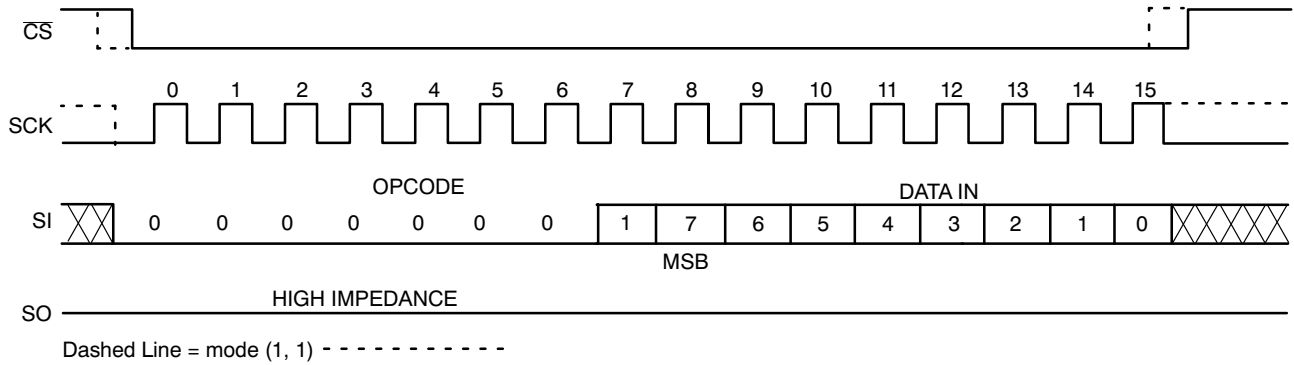 CS
0 1 2 3 4 5 6 7 8 9 10 11 12 13 14 15
SCK
OPCODE DATA IN
SI 0 0 0 0 0 0 0 1 7 6 5 4 3 2 1 0
MSB
HIGH IMPEDANCE
SO
Dashed Line = mode (1, 1)